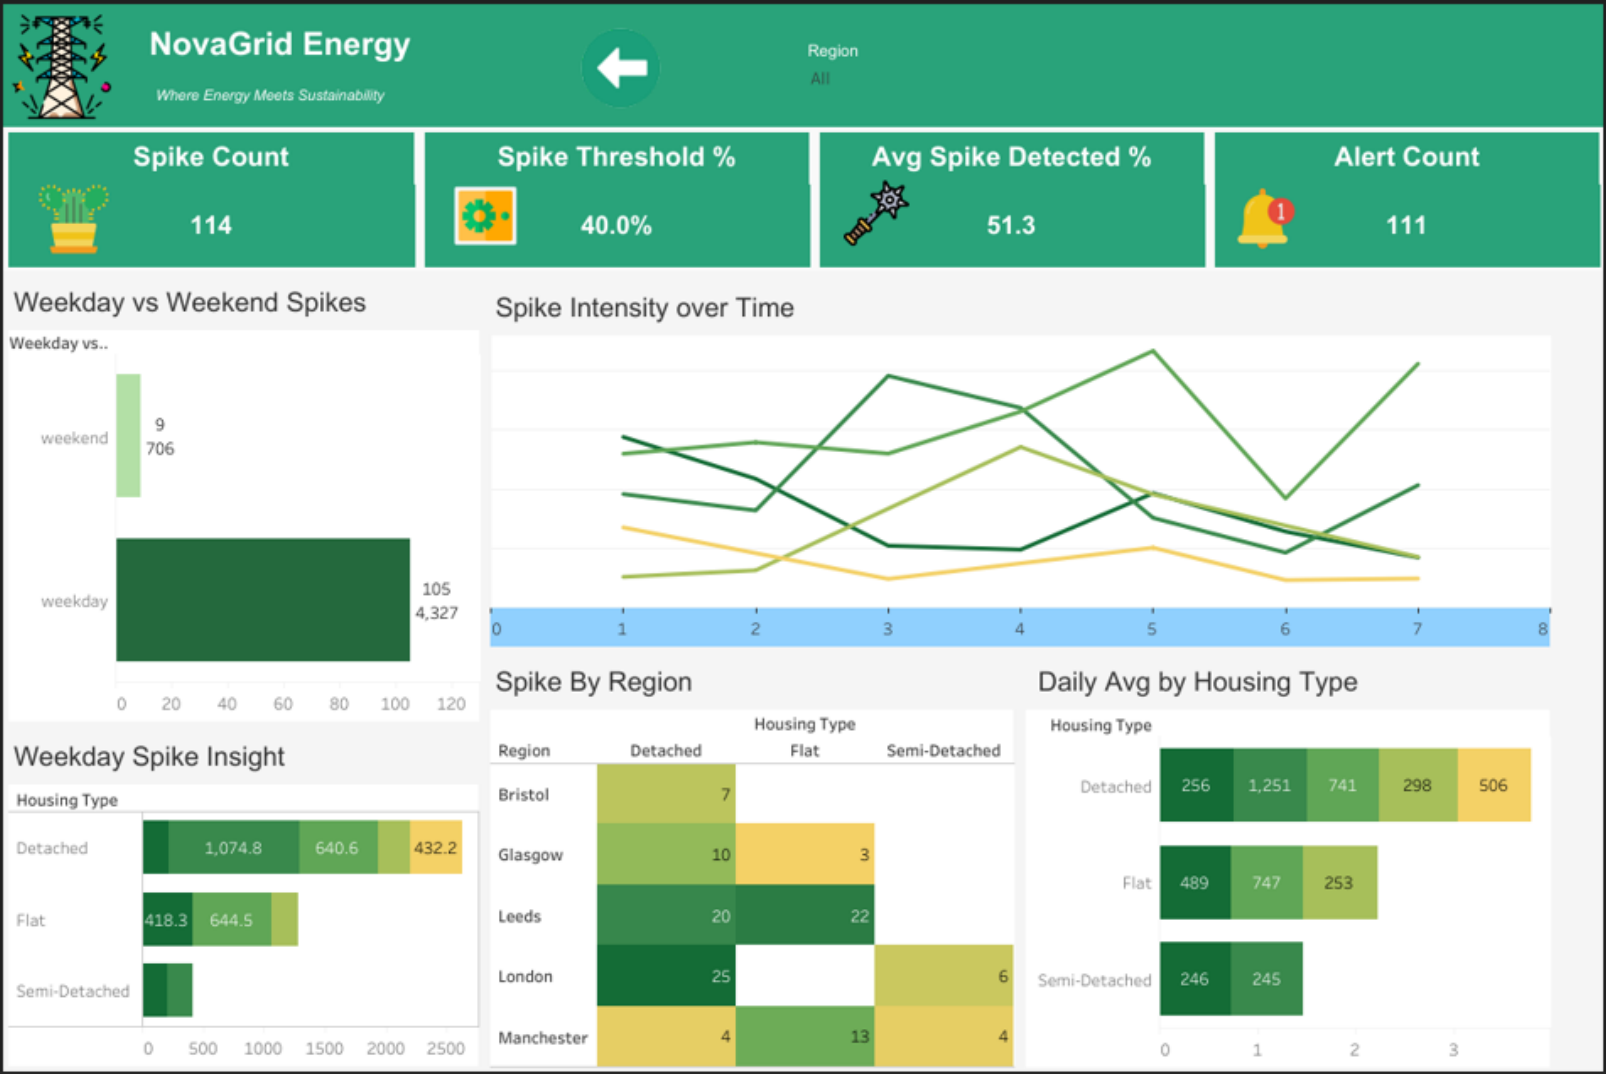 NovaGrid Energy
Where Energy Meets Sustainability
Region
All
Spike Count
114
Spike Threshold %
40.0%
Avg Spike Detected %
51.3
Alert Count
1
111
Weekday vs Weekend Spikes
Weekday vs..
weekend
9
706
weekday
105
4,327
0 20 40 60 80 100 120
Spike Intensity over Time
0 1 2 3 4 5 6 7 8
Weekday Spike Insight
Housing Type
Detached 1,074.8 640.6 432.2
Flat 418.3 644.5
Semi-Detached
0 500 1000 1500 2000 2500
Spike By Region
Housing Type
Region Detached Flat Semi-Detached
Bristol 7
Glasgow 10 3
Leeds 20 22
London 25 6
Manchester 4 13 4
Daily Avg by Housing Type
Housing Type
Detached 256 1,251 741 298 506
Flat 489 747 253
Semi-Detached 246 245
0 1 2 3